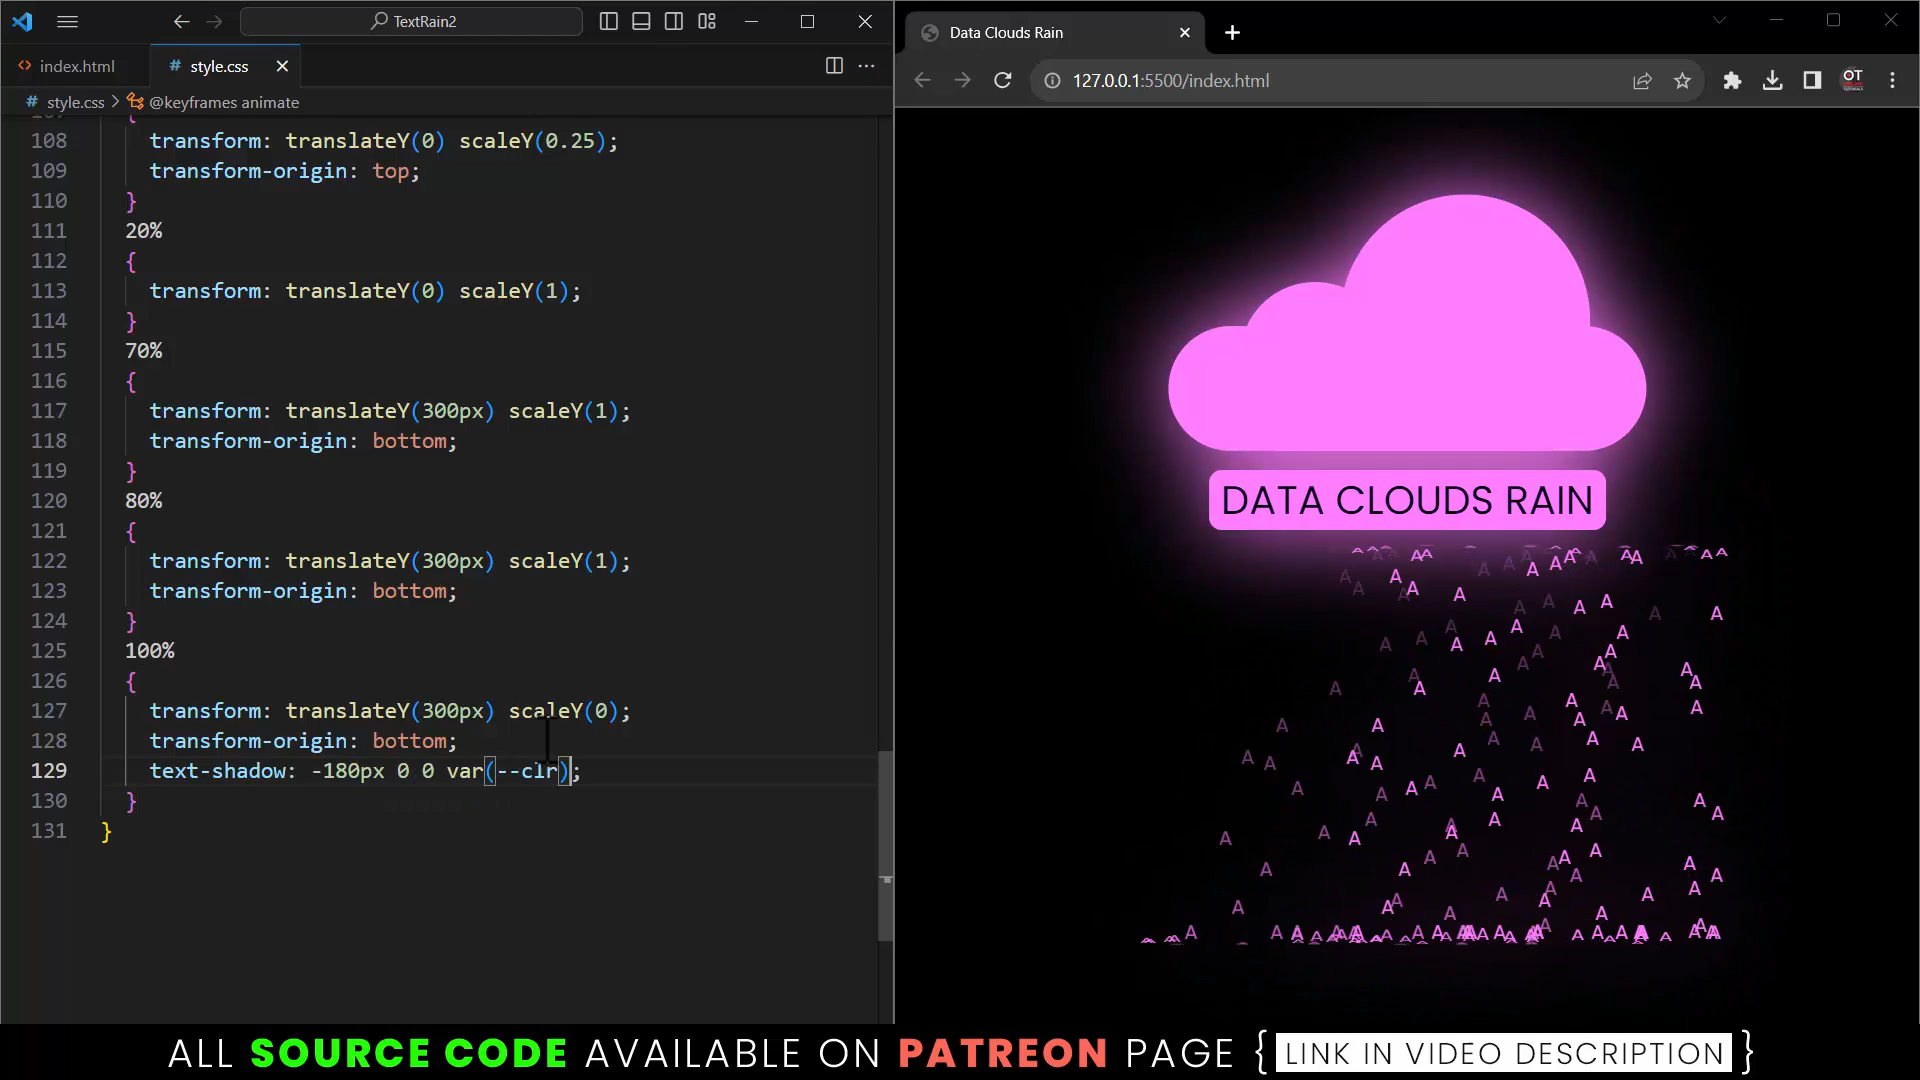 TextRain2
index.html
# style.css
# style.css > @keyframes animate
108 transform: translateY(0) scaleY(0.25);
109 transform-origin: top;
110 }
111 20%
112 {
113 transform: translateY(0) scaleY(1);
114 }
115 70%
116 {
117 transform: translateY(300px) scaleY(1);
118 transform-origin: bottom;
119 }
120 80%
121 {
122 transform: translateY(300px) scaleY(1);
123 transform-origin: bottom;
124 }
125 100%
126 {
127 transform: translateY(300px) scaleY(0);
128 transform-origin: bottom;
129 text-shadow: -180px 0 0 var(--clr);
130 }
131 }
Data Clouds Rain
127.0.0.1:5500/index.html
OT
DATA CLOUDS RAIN
ALL SOURCE CODE AVAILABLE ON PATREON PAGE { LINK IN VIDEO DESCRIPTION }